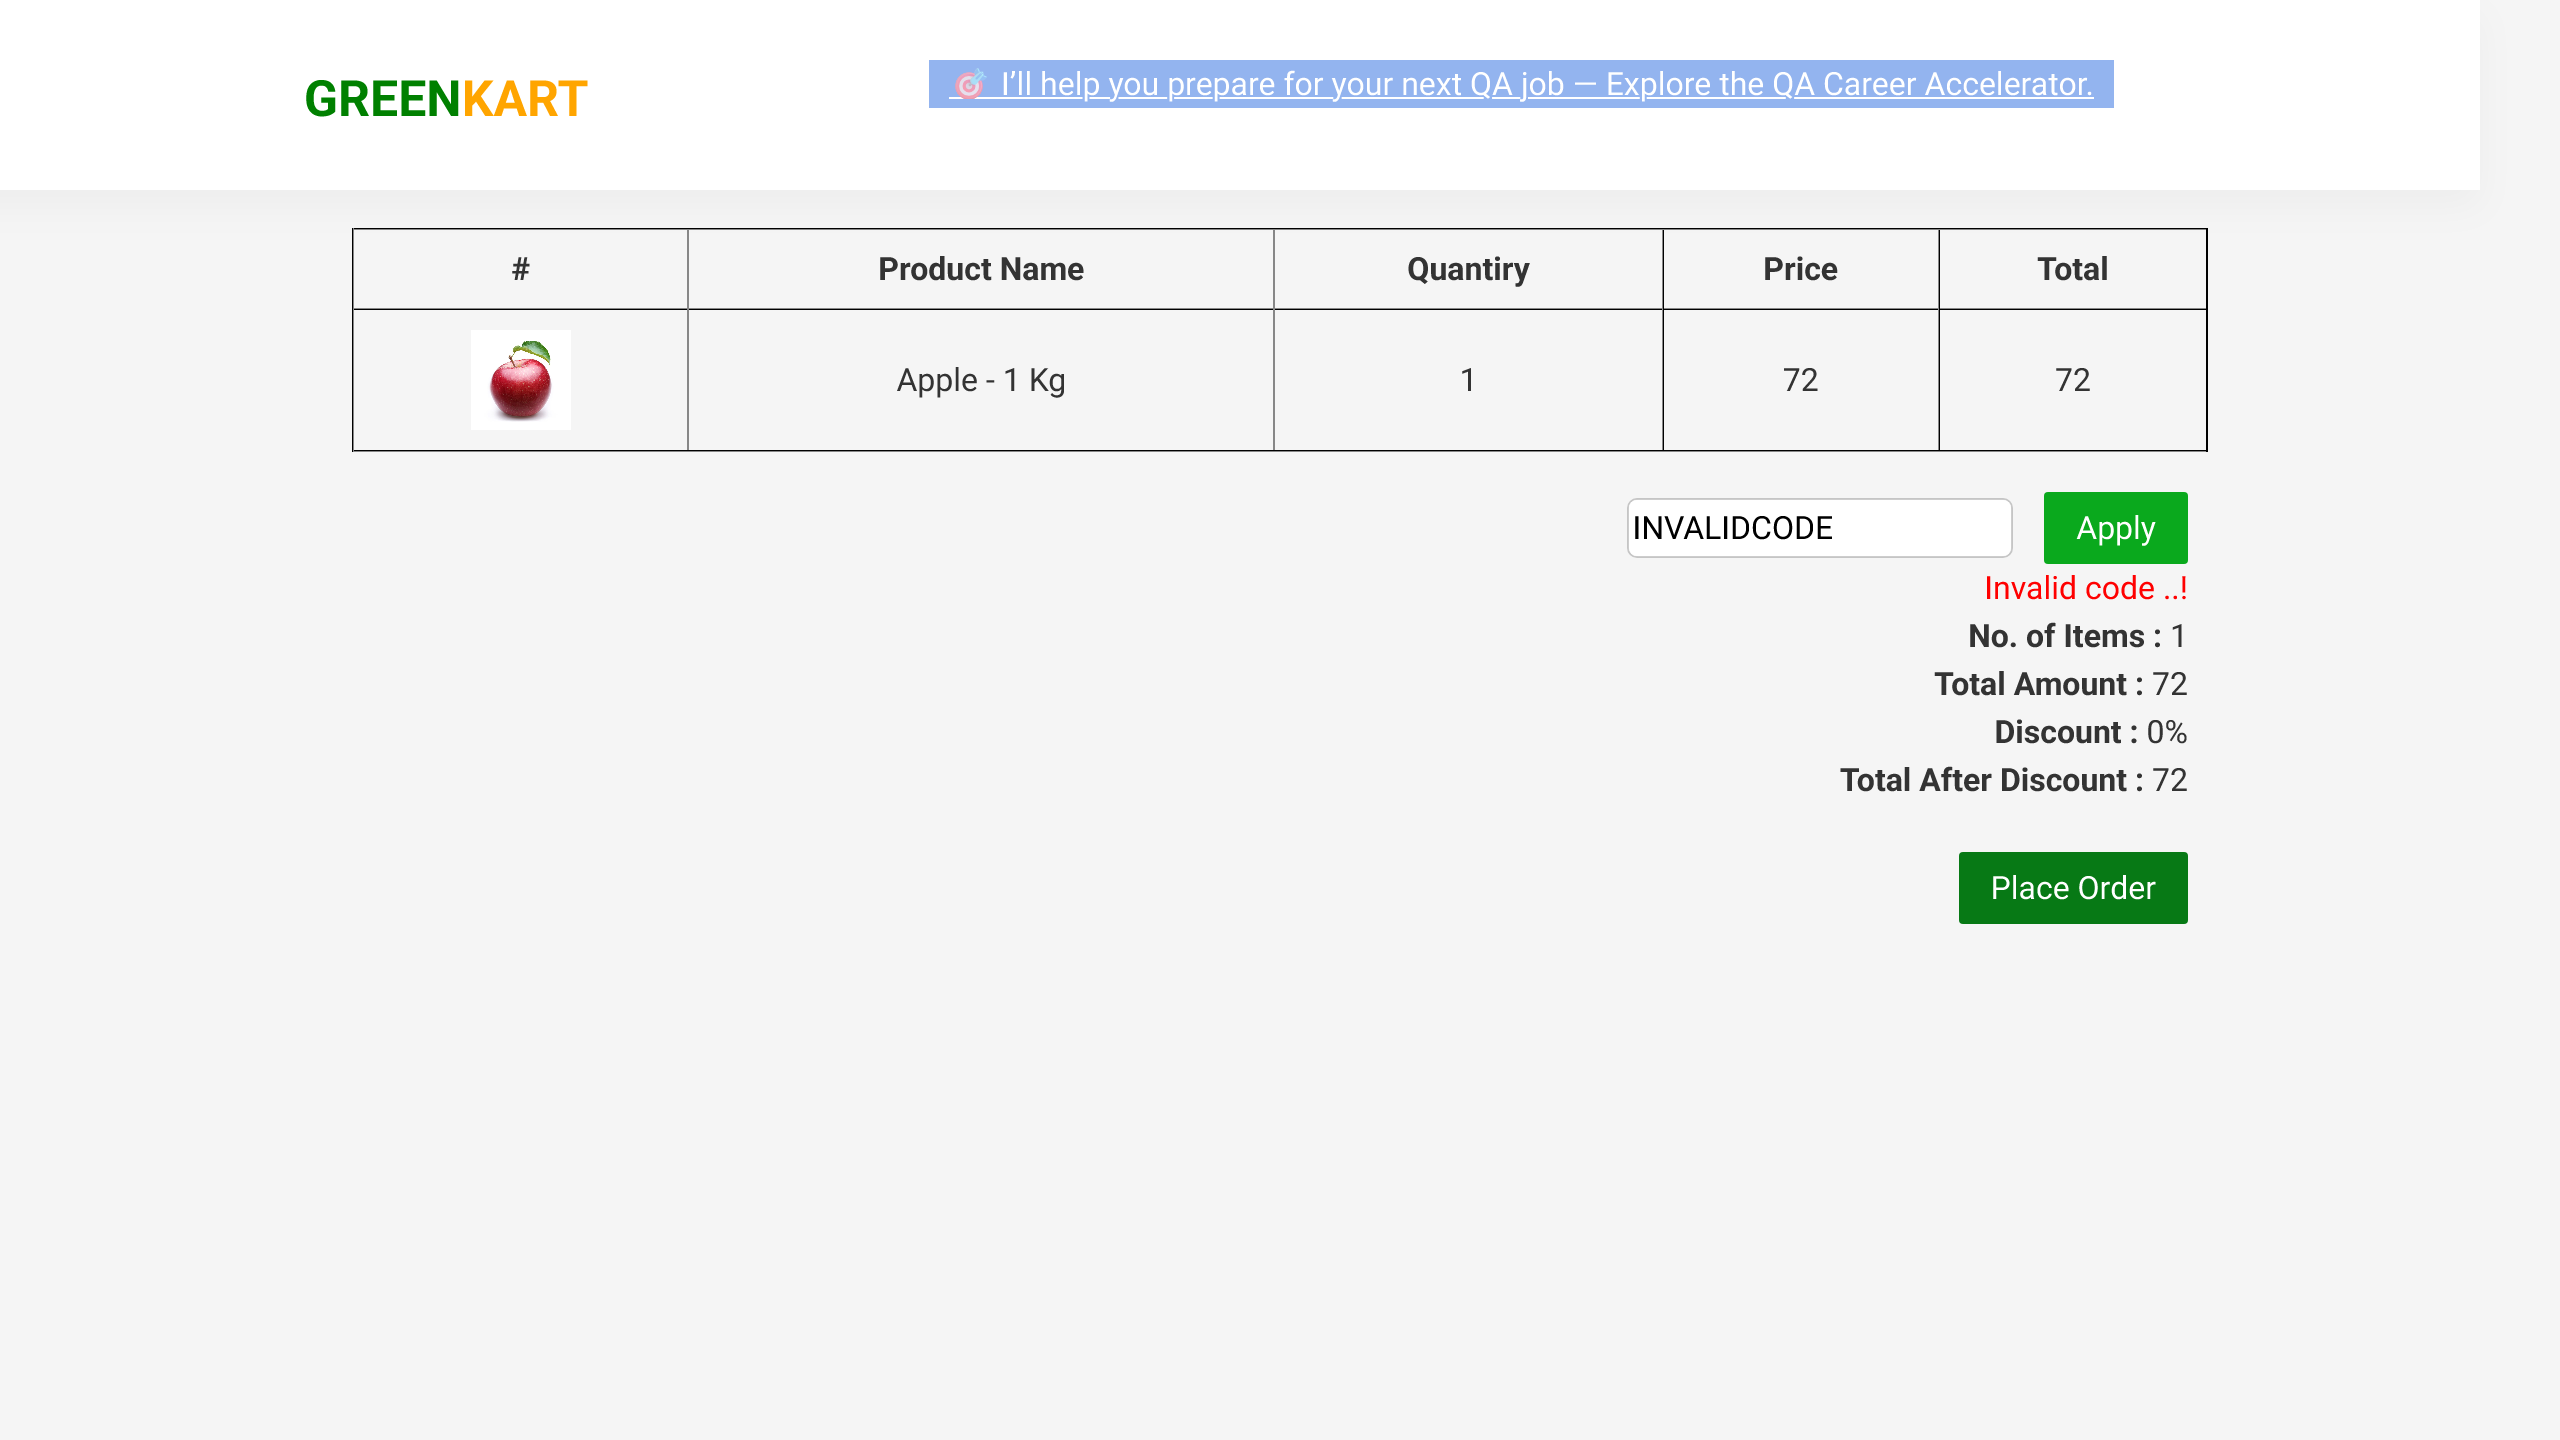 GREENKART
🎯 I’ll help you prepare for your next QA job — Explore the QA Career Accelerator.
# Product Name Quantiry Price Total
Apple - 1 Kg 1 72 72
INVALIDCODE Apply
Invalid code ..!
No. of Items : 1
Total Amount : 72
Discount : 0%
Total After Discount : 72
Place Order